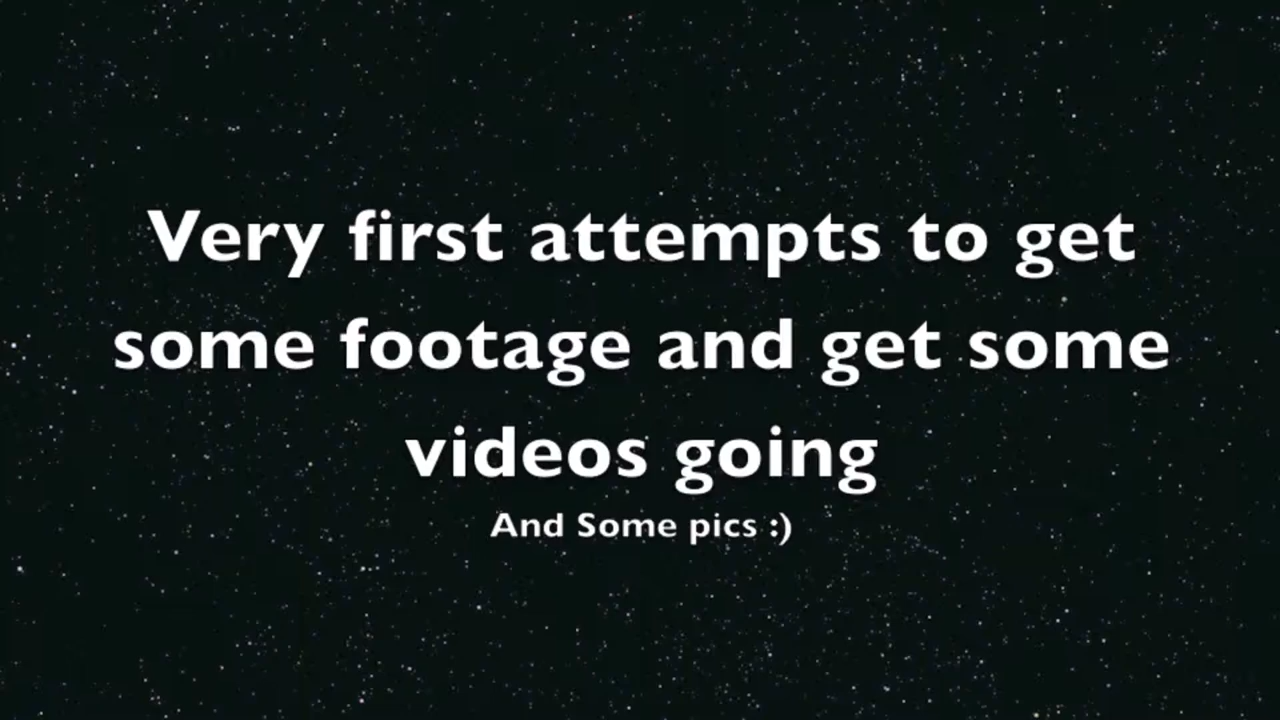 Very first attempts to get
some footage and get some
videos going
And Some pics :)